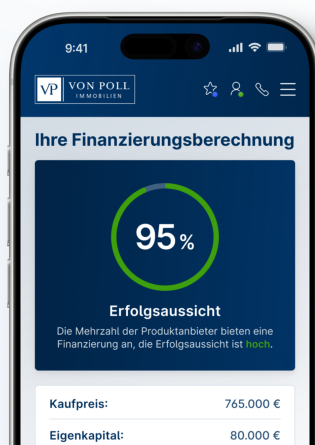 9:41
VP VON POLL
IMMOBILIEN
Ihre Finanzierungsberechnung
95 %
Erfolgsaussicht
Die Mehrzahl der Produktanbieter bieten eine
Finanzierung an, die Erfolgsaussicht ist hoch.
Kaufpreis: 765.000 €
Eigenkapital: 80.000 €